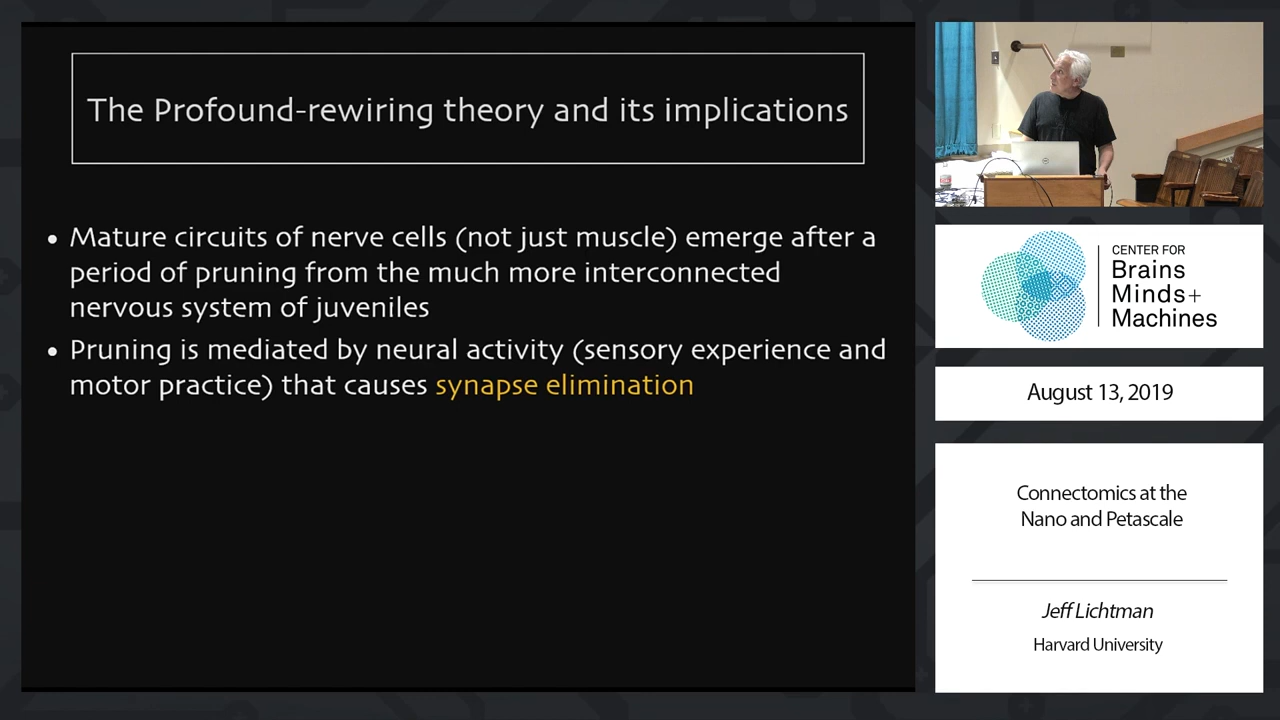 The Profound-rewiring theory and its implications
• Mature circuits of nerve cells (not just muscle) emerge after a
period of pruning from the much more interconnected
nervous system of juveniles
• Pruning is mediated by neural activity (sensory experience and
motor practice) that causes synapse elimination
CENTER FOR
Brains
Minds+
Machines
August 13, 2019
Connectomics at the
Nano and Petascale
Jeff Lichtman
Harvard University